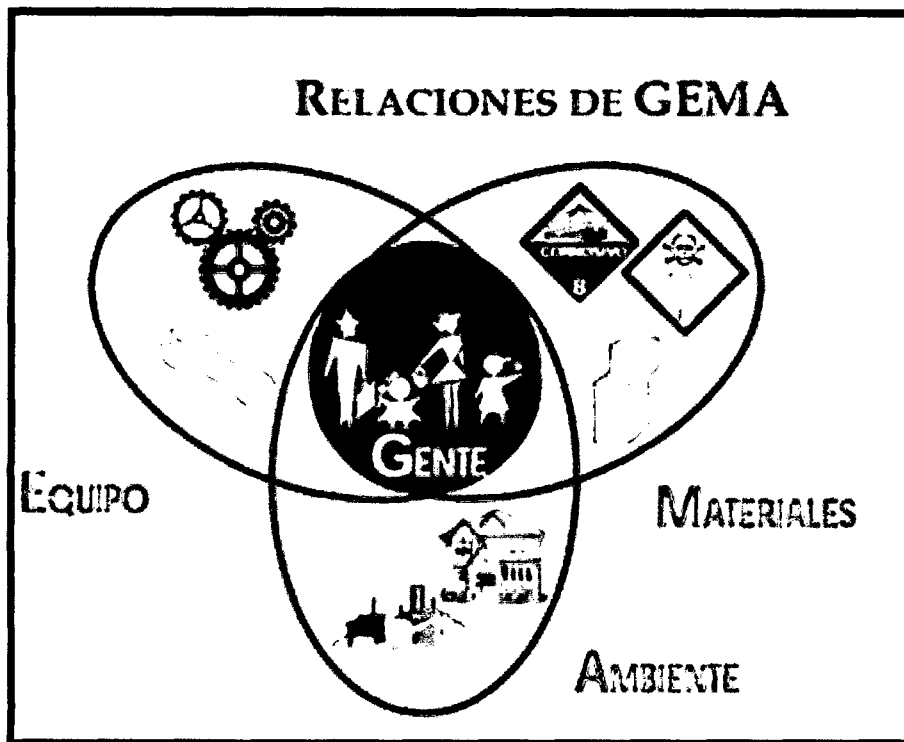 RELACIONES DE GEMA
8
GENTE
EQUIPO
MATERIALES
AMBIENTE